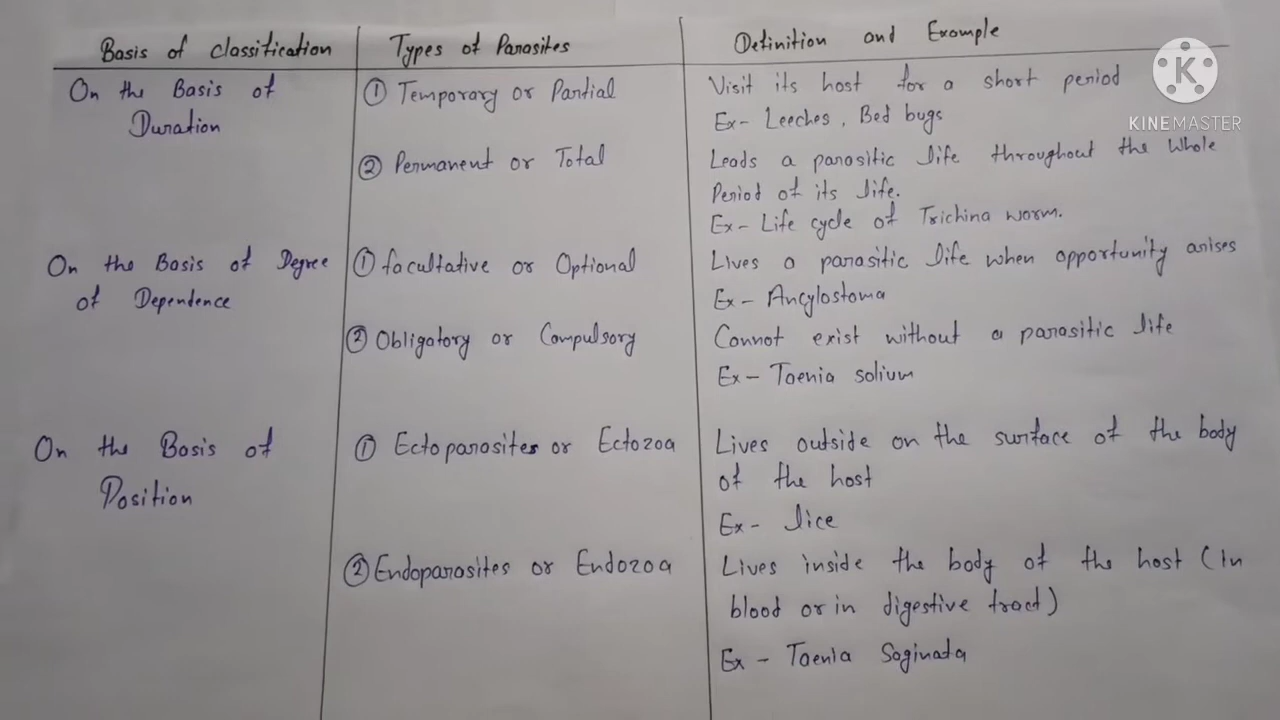 Basis of classification Types of Parasites Definition and Example
On the Basis of ① Temporary or Partial Visit its host for a short period
Duration Ex- Leeches, Bed bugs
② Permanent or Total Leads a parasitic life throughout the whole
Period of its life.
Ex- Life cycle of Trichina worm.
On the Basis of Degree ① facultative or Optional Lives a parasitic life when opportunity arises
of Dependence Ex- Ancylostoma
② Obligatory or Compulsory Cannot exist without a parasitic life
Ex- Taenia solium
On the Basis of ① Ectoparasites or Ectozoa Lives outside on the surface of the body
Position of the host
Ex- lice
② Endoparasites or Endozoa Lives inside the body of the host (In
blood or in digestive tract)
Ex- Taenia Saginata
K
KINEMASTER